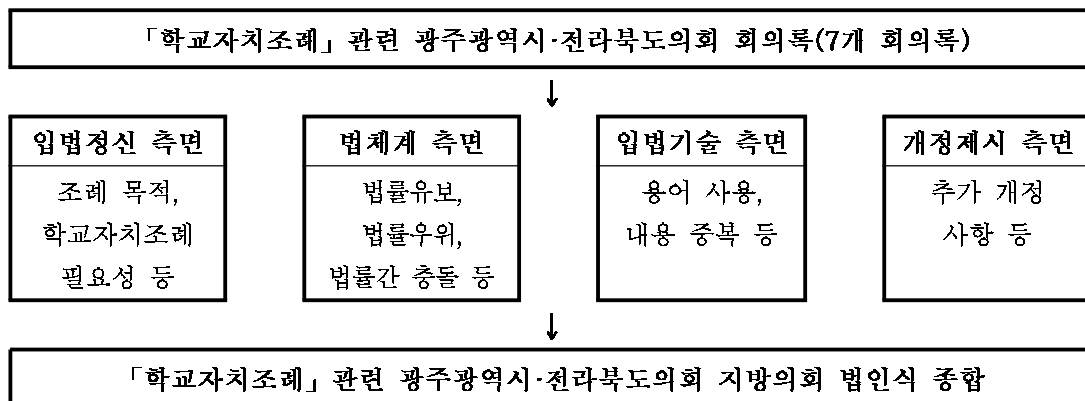 「학교자치조례」 관련 광주광역시·전라북도의회 회의록(7개 회의록)
↓
입법정신 측면
조례 목적,
학교자치조례
필요성 등
법체계 측면
법률유보,
법률우위,
법률간 충돌 등
입법기술 측면
용어 사용,
내용 중복 등
개정제시 측면
추가 개정
사항 등
↓
「학교자치조례」 관련 광주광역시·전라북도의회 지방의회 법인식 종합